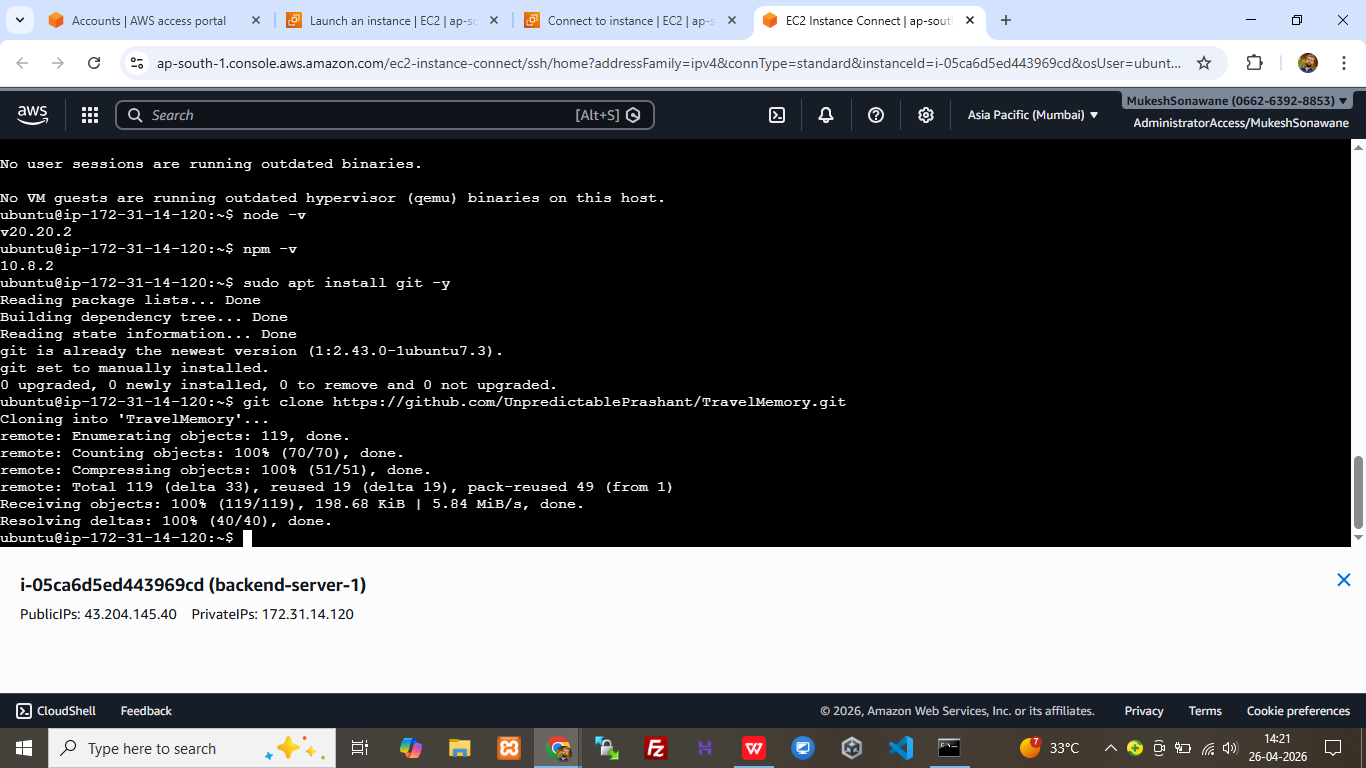 Accounts | AWS access portal
Launch an instance | EC2 | ap-sc
Connect to instance | EC2 | ap-s
EC2 Instance Connect | ap-sout
ap-south-1.console.aws.amazon.com/ec2-instance-connect/ssh/home?addressFamily=ipv4&connType=standard&instanceId=i-05ca6d5ed443969cd&osUser=ubunt...
aws
Search
[Alt+S]
Asia Pacific (Mumbai)
MukeshSonawane (0662-6392-8853)
AdministratorAccess/MukeshSonawane
No user sessions are running outdated binaries.
No VM guests are running outdated hypervisor (qemu) binaries on this host.
ubuntu@ip-172-31-14-120:~$ node -v
v20.20.2
ubuntu@ip-172-31-14-120:~$ npm -v
10.8.2
ubuntu@ip-172-31-14-120:~$ sudo apt install git -y
Reading package lists... Done
Building dependency tree... Done
Reading state information... Done
git is already the newest version (1:2.43.0-1ubuntu7.3).
git set to manually installed.
0 upgraded, 0 newly installed, 0 to remove and 0 not upgraded.
ubuntu@ip-172-31-14-120:~$ git clone https://github.com/UnpredictablePrashant/TravelMemory.git
Cloning into 'TravelMemory'...
remote: Enumerating objects: 119, done.
remote: Counting objects: 100% (70/70), done.
remote: Compressing objects: 100% (51/51), done.
remote: Total 119 (delta 33), reused 19 (delta 19), pack-reused 49 (from 1)
Receiving objects: 100% (119/119), 198.68 KiB | 5.84 MiB/s, done.
Resolving deltas: 100% (40/40), done.
ubuntu@ip-172-31-14-120:~$
i-05ca6d5ed443969cd (backend-server-1)
PublicIPs: 43.204.145.40 PrivateIPs: 172.31.14.120
CloudShell
Feedback
© 2026, Amazon Web Services, Inc. or its affiliates.
Privacy
Terms
Cookie preferences
Type here to search
7
33°C
14:21
26-04-2026